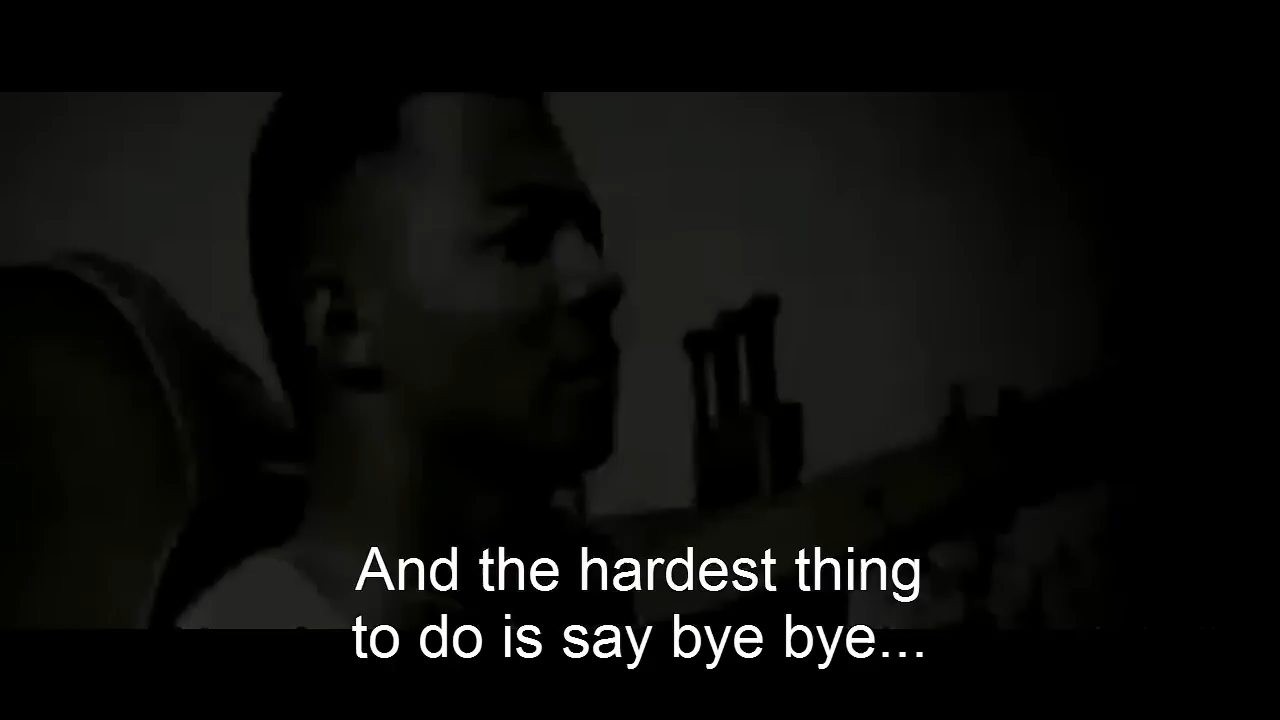 And the hardest thing
to do is say bye bye...